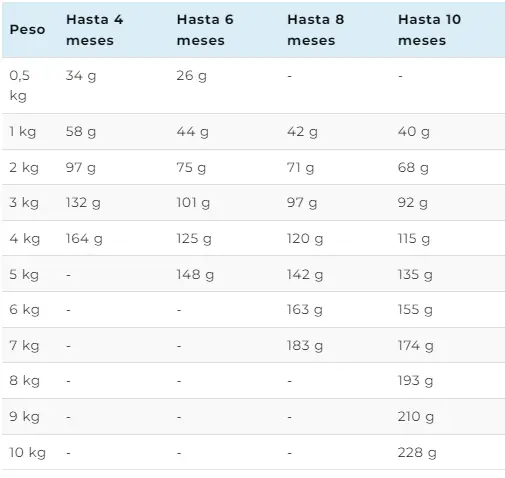 Peso Hasta 4 meses Hasta 6 meses Hasta 8 meses Hasta 10 meses
0,5 kg 34 g 26 g - -
1 kg 58 g 44 g 42 g 40 g
2 kg 97 g 75 g 71 g 68 g
3 kg 132 g 101 g 97 g 92 g
4 kg 164 g 125 g 120 g 115 g
5 kg - 148 g 142 g 135 g
6 kg - - 163 g 155 g
7 kg - - 183 g 174 g
8 kg - - - 193 g
9 kg - - - 210 g
10 kg - - - 228 g